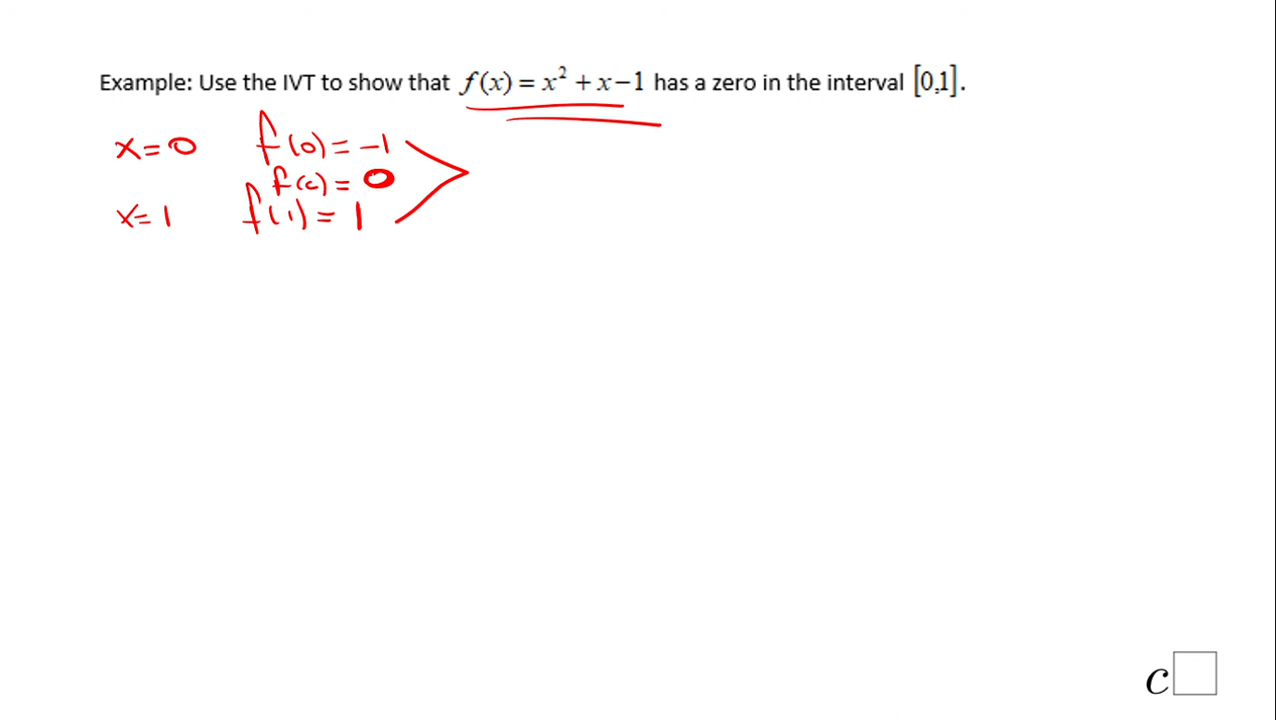 Example: Use the IVT to show that f(x) = x² + x − 1 has a zero in the interval [0,1].
x = 0 f(0) = −1
f(c) = 0
x = 1 f(1) = 1
c